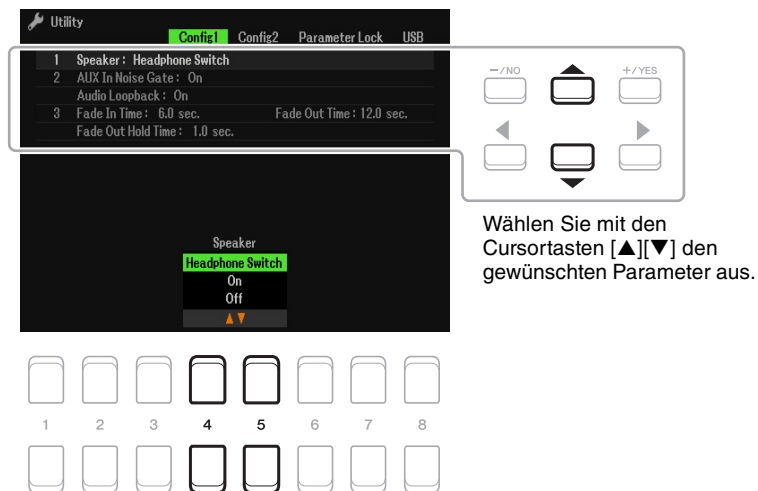 Utility
Config1 Config2 Parameter Lock USB
1 Speaker: Headphone Switch
2 AUX In Noise Gate: On
Audio Loopback: On
3 Fade In Time: 6.0 sec. Fade Out Time: 12.0 sec.
Fade Out Hold Time: 1.0 sec.
−/NO +/YES
Wählen Sie mit den
Cursortasten [▲][▼] den
gewünschten Parameter aus.
Speaker
Headphone Switch
On
Off
1 2 3 4 5 6 7 8